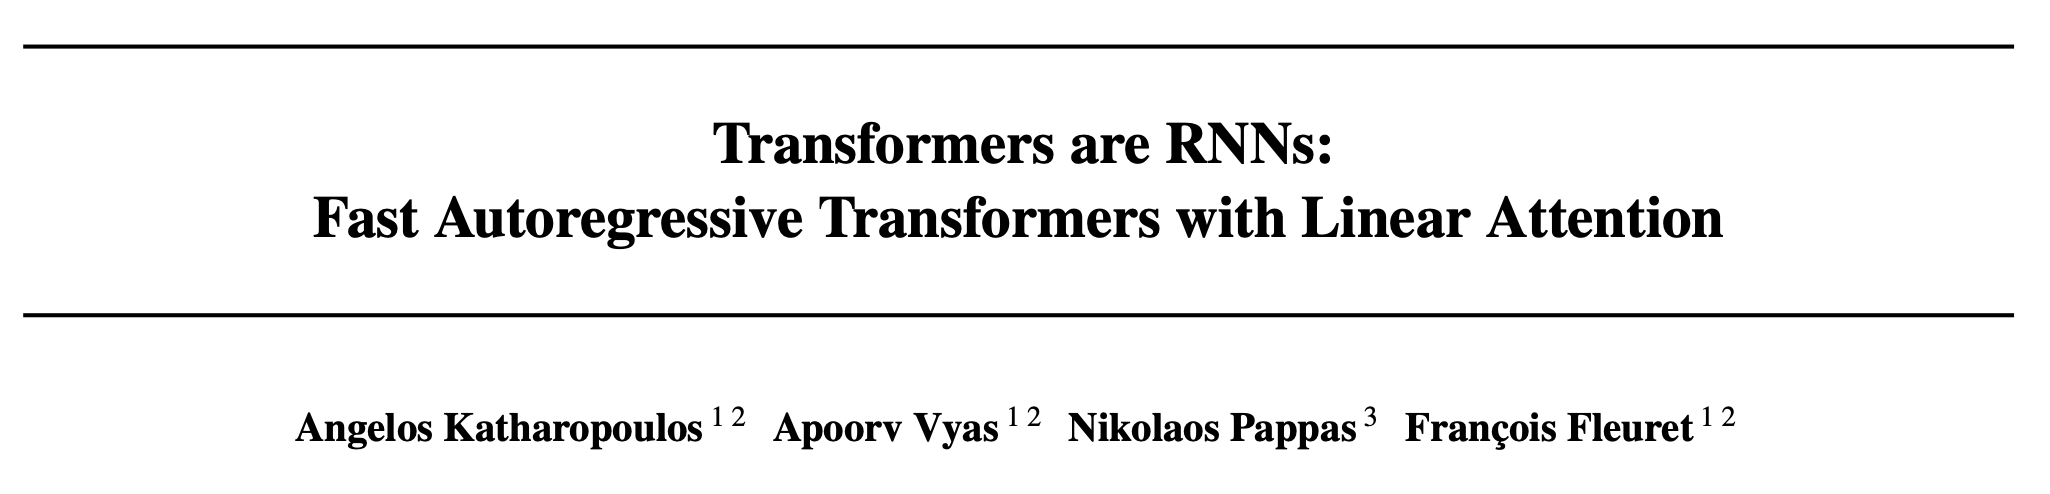 Transformers are RNNs:
Fast Autoregressive Transformers with Linear Attention
Angelos Katharopoulos 1 2 Apoorv Vyas 1 2 Nikolaos Pappas 3 François Fleuret 1 2